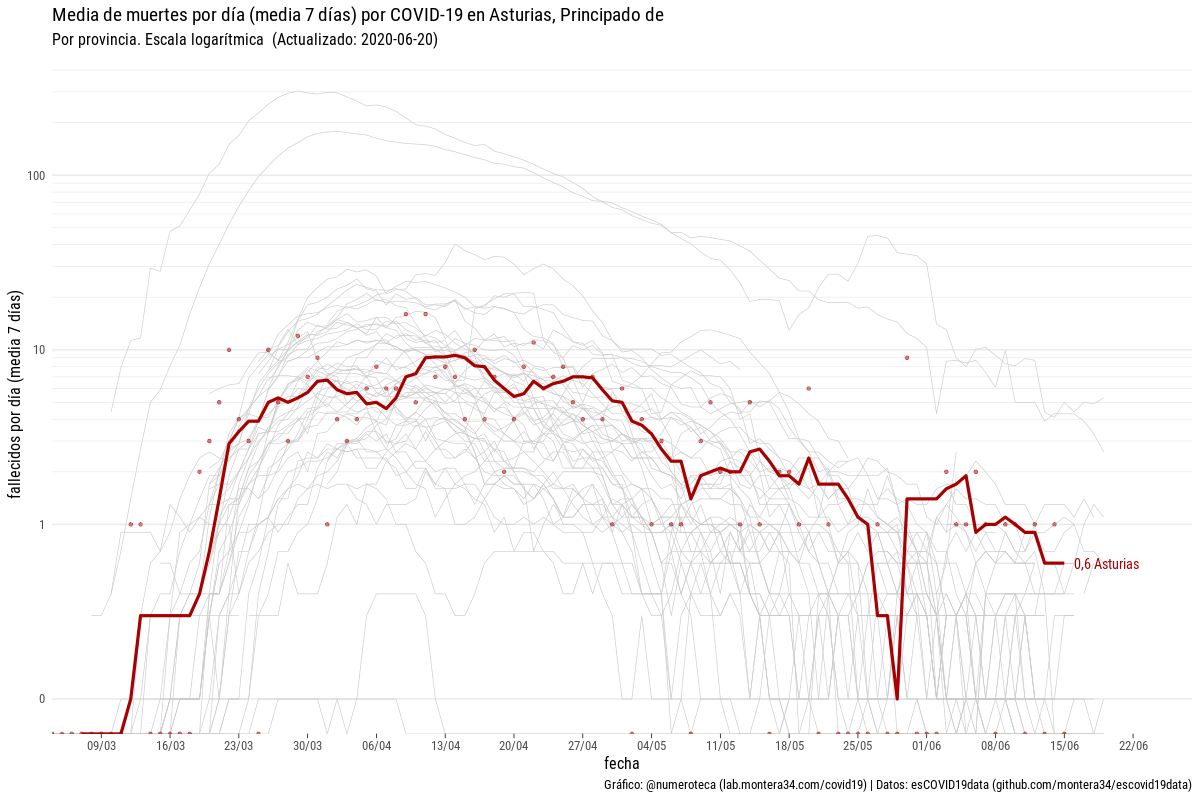 Media de muertes por día (media 7 días) por COVID-19 en Asturias, Principado de
Por provincia. Escala logarítmica (Actualizado: 2020-06-20)
fallecidos por día (media 7 días)
100
10
1
0
0,6 Asturias
09/03 16/03 23/03 30/03 06/04 13/04 20/04 27/04 04/05 11/05 18/05 25/05 01/06 08/06 15/06 22/06
fecha
Gráfico: @numeroteca (lab.montera34.com/covid19) | Datos: esCOVID19data (github.com/montera34/escovid19data)